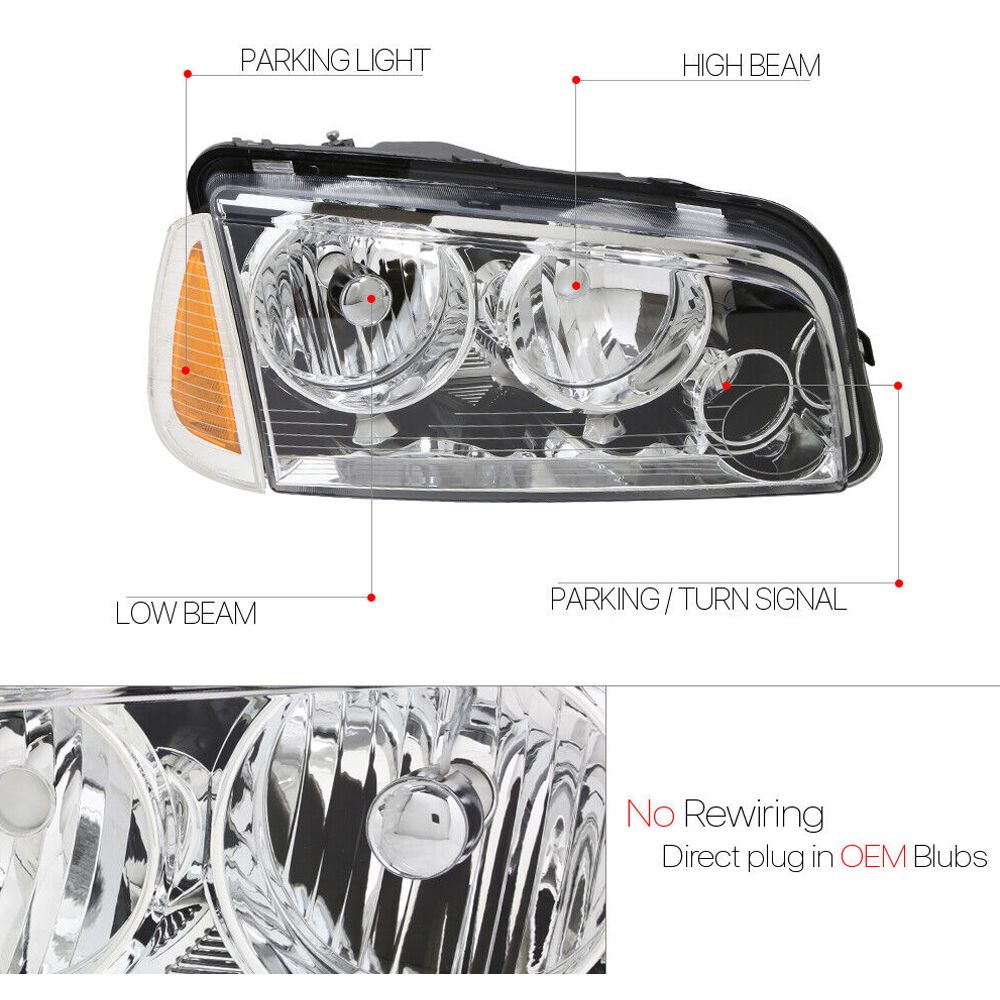 PARKING LIGHT
HIGH BEAM
LOW BEAM
PARKING / TURN SIGNAL
No Rewiring
Direct plug in OEM Blubs